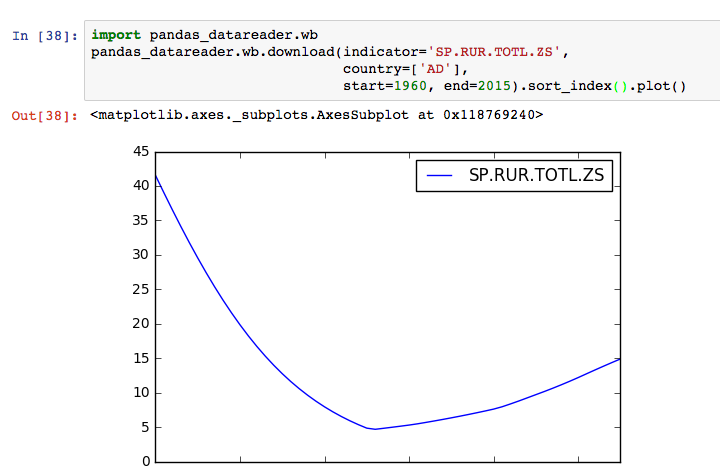 In [38]: import pandas_datareader.wb
pandas_datareader.wb.download(indicator='SP.RUR.TOTL.ZS',
country=['AD'],
start=1960, end=2015).sort_index().plot()
Out[38]: <matplotlib.axes._subplots.AxesSubplot at 0x118769240>
45
SP.RUR.TOTL.ZS
40
35
30
25
20
15
10
5
0